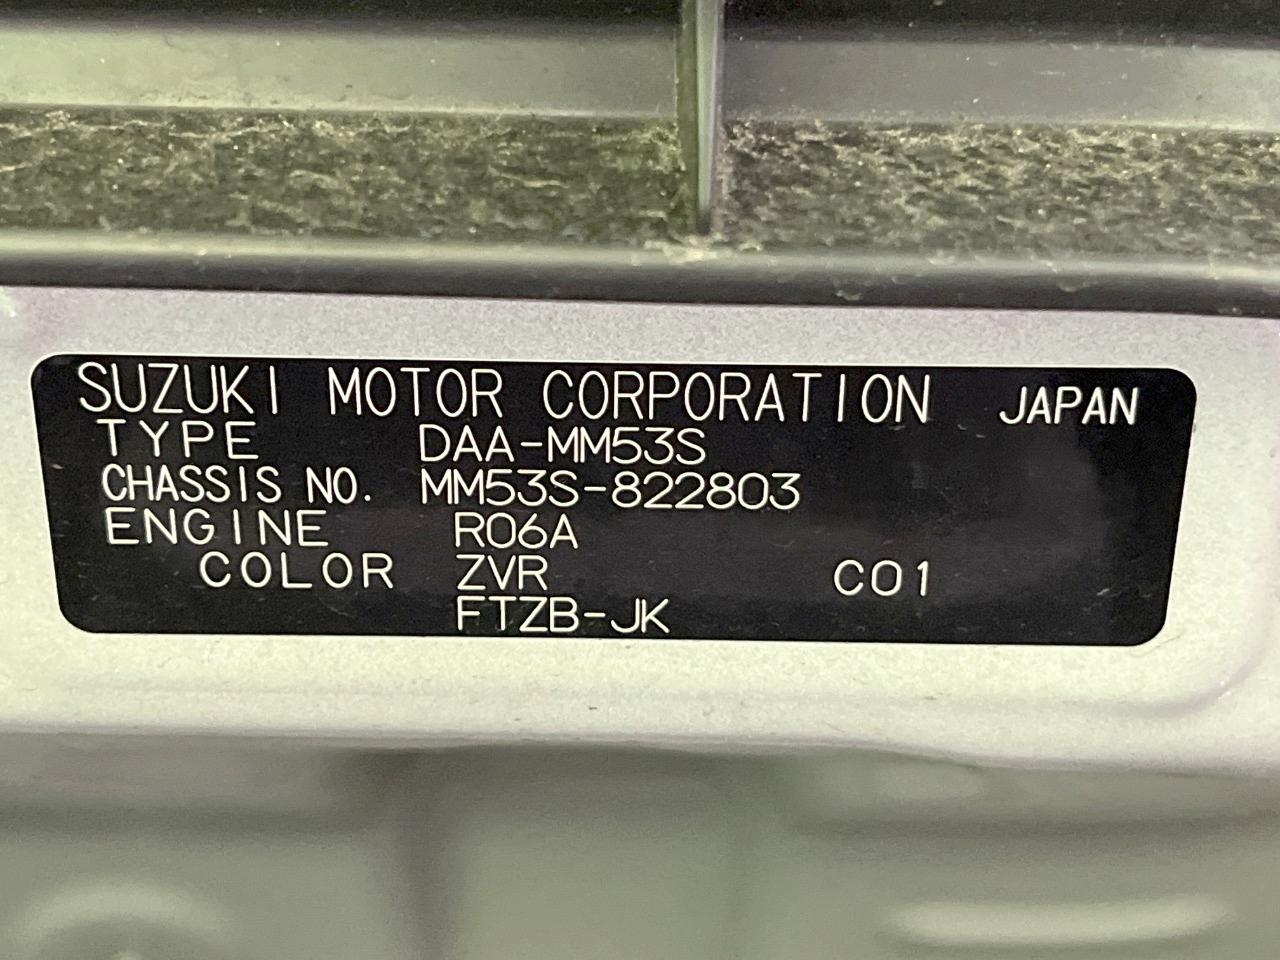 SUZUKI MOTOR CORPORATION JAPAN
TYPE DAA-MM53S
CHASSIS NO. MM53S-822803
ENGINE R06A
COLOR ZVR C01
FTZB-JK